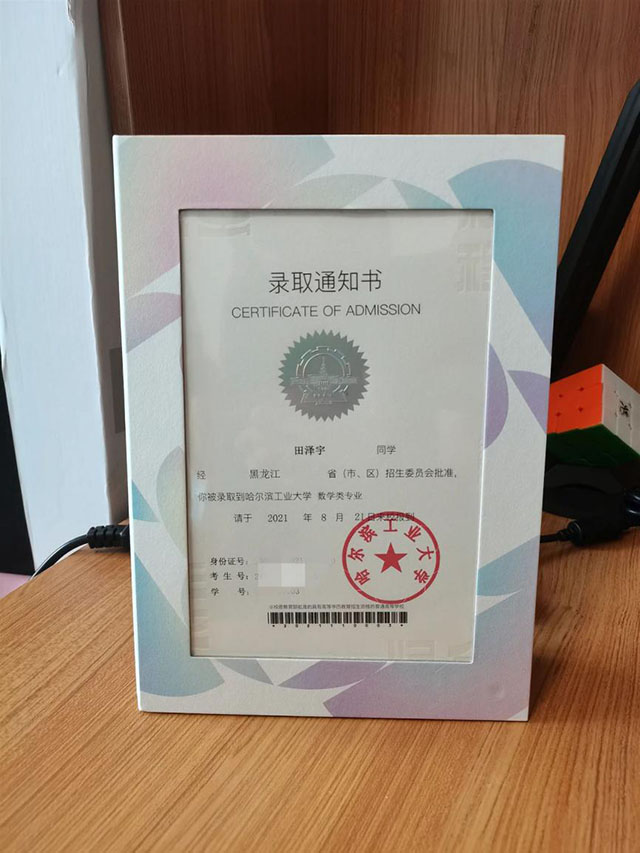 录取通知书
CERTIFICATE OF ADMISSION
田泽宇 同学
经 黑龙江 省（市、区）招生委员会批准，
你被录取到哈尔滨工业大学 数学类专业
请于 2021 年 8 月 21日来校报到
哈尔滨工业大学
身份证号：
考生号：2
学 号：